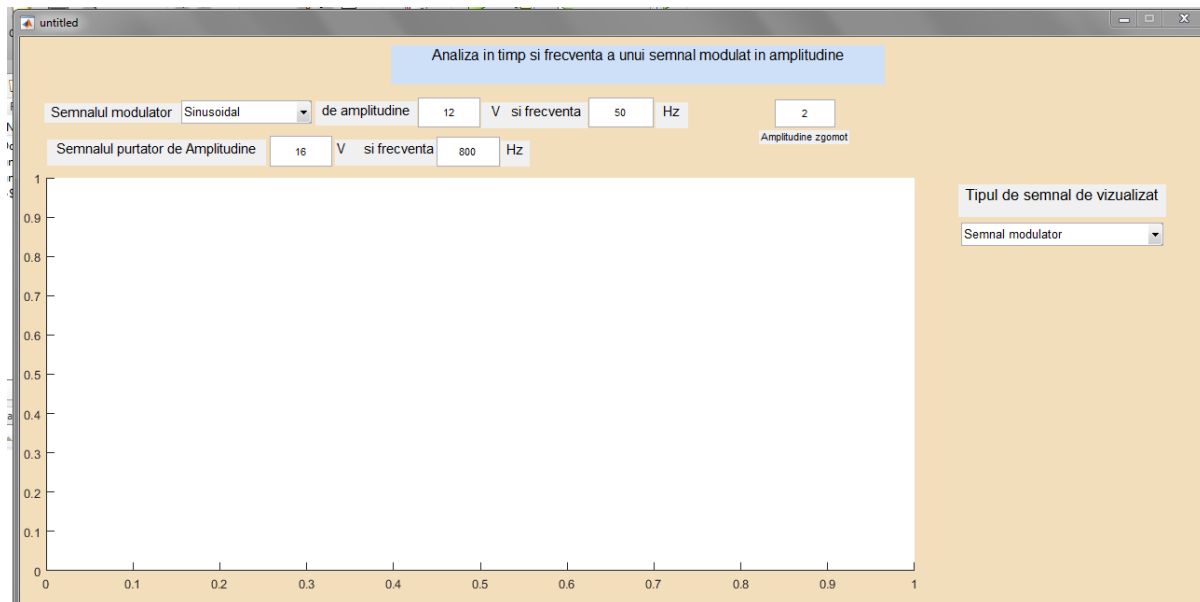 untitled
Analiza in timp si frecventa a unui semnal modulat in amplitudine
Semnalul modulator Sinusoidal de amplitudine 12 V si frecventa 50 Hz 2
Amplitudine zgomot
Semnalul purtator de Amplitudine 16 V si frecventa 800 Hz
Tipul de semnal de vizualizat
Semnal modulator
1
0.9
0.8
0.7
0.6
0.5
0.4
0.3
0.2
0.1
0
0 0.1 0.2 0.3 0.4 0.5 0.6 0.7 0.8 0.9 1